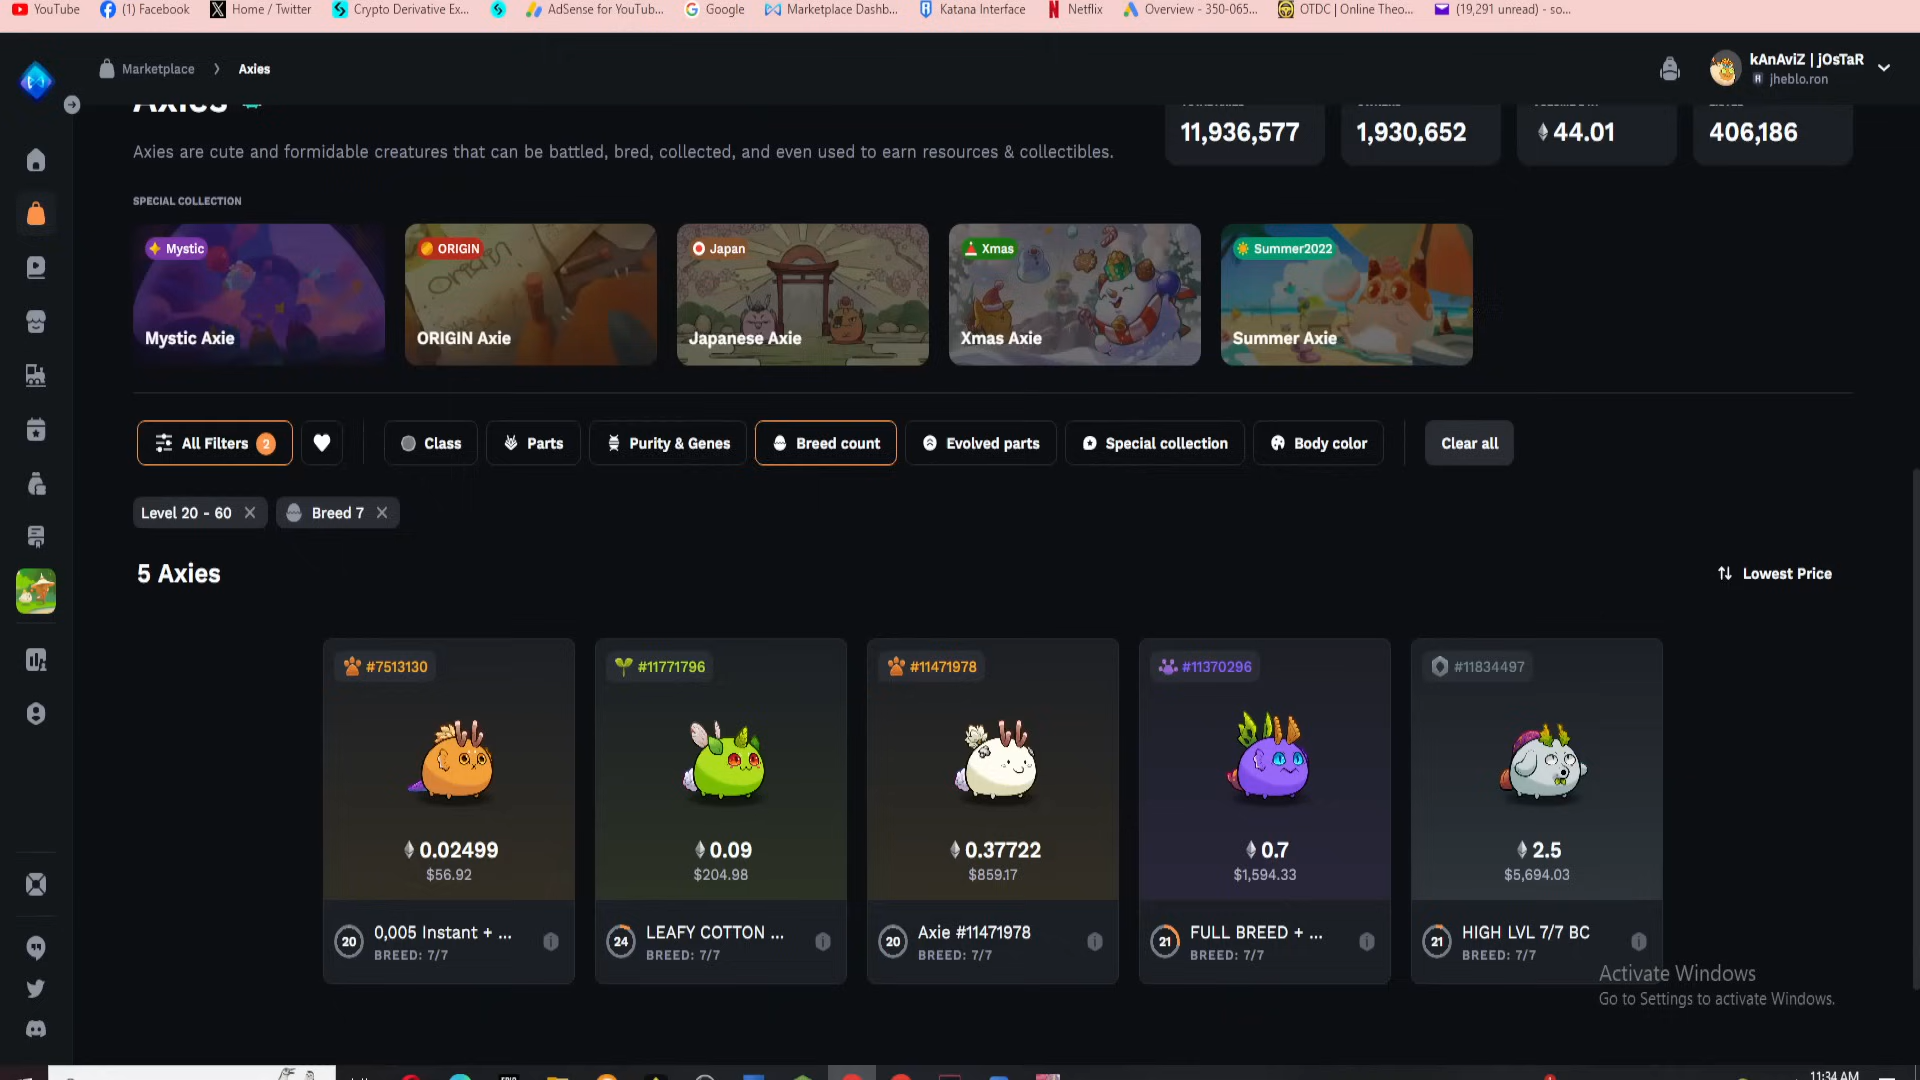 YouTube (1) Facebook Home / Twitter Crypto Derivative Ex... AdSense for YouTub... Google Marketplace Dashb... Katana Interface Netflix Overview - 350-065... OTDC | Online Theo... (19,291 unread) - so...
Marketplace > Axies
kAnAviZ | jOsTaR
jheblo.ron
Axies
11,936,577 1,930,652 44.01 406,186
Axies are cute and formidable creatures that can be battled, bred, collected, and even used to earn resources & collectibles.
SPECIAL COLLECTION
Mystic ORIGIN Japan Xmas Summer2022
Mystic Axie ORIGIN Axie Japanese Axie Xmas Axie Summer Axie
All Filters 2 Class Parts Purity & Genes Breed count Evolved parts Special collection Body color Clear all
Level 20 - 60 Breed 7
5 Axies
Lowest Price
#7513130 #11771796 #11471978 #11370296 #11834497
0.02499 0.09 0.37722 0.7 2.5
$56.92 $204.98 $859.17 $1,594.33 $5,694.03
20 0,005 Instant + ... 24 LEAFY COTTON ... 20 Axie #11471978 21 FULL BREED + ... 21 HIGH LVL 7/7 BC
BREED: 7/7 BREED: 7/7 BREED: 7/7 BREED: 7/7 BREED: 7/7
Activate Windows
Go to Settings to activate Windows.
11:34 AM